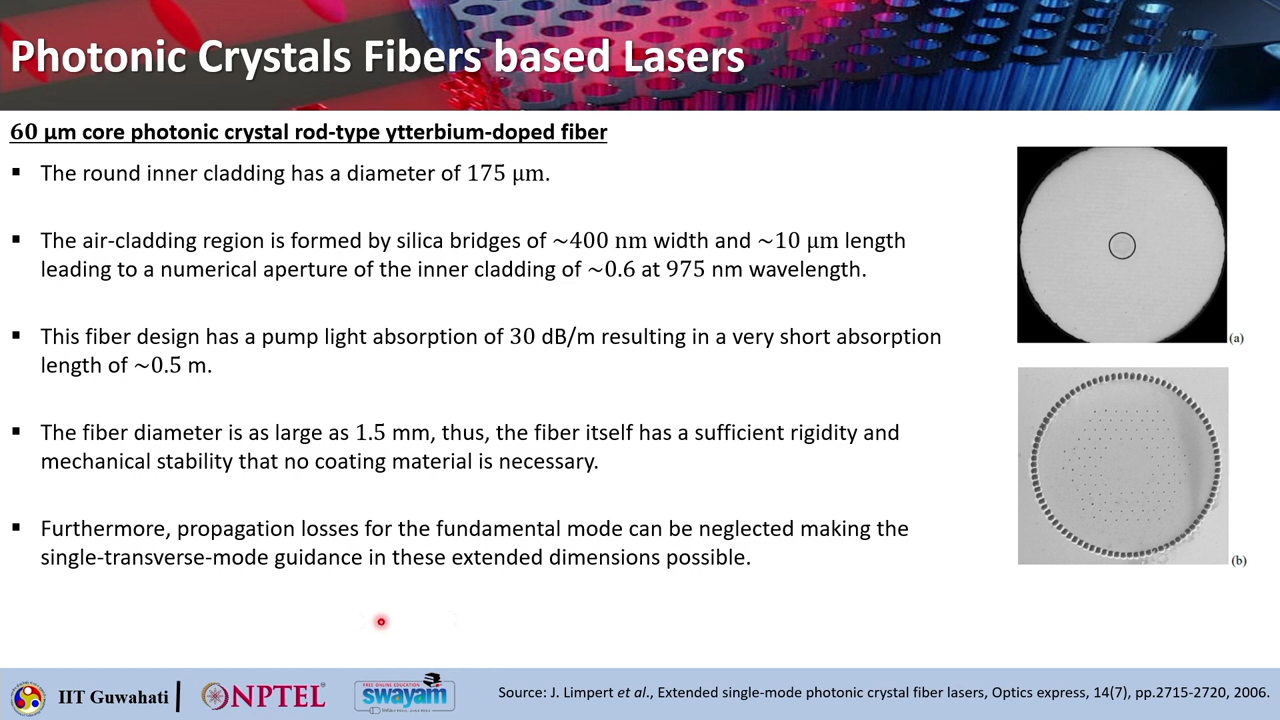 Photonic Crystals Fibers based Lasers
60 μm core photonic crystal rod-type ytterbium-doped fiber
▪ The round inner cladding has a diameter of 175 μm.
▪ The air-cladding region is formed by silica bridges of ~400 nm width and ~10 μm length
leading to a numerical aperture of the inner cladding of ~0.6 at 975 nm wavelength.
▪ This fiber design has a pump light absorption of 30 dB/m resulting in a very short absorption
length of ~0.5 m.
▪ The fiber diameter is as large as 1.5 mm, thus, the fiber itself has a sufficient rigidity and
mechanical stability that no coating material is necessary.
▪ Furthermore, propagation losses for the fundamental mode can be neglected making the
single-transverse-mode guidance in these extended dimensions possible.
(a)
(b)
IIT Guwahati
NPTEL
FREE ONLINE EDUCATION
swayam
Source: J. Limpert et al., Extended single-mode photonic crystal fiber lasers, Optics express, 14(7), pp.2715-2720, 2006.